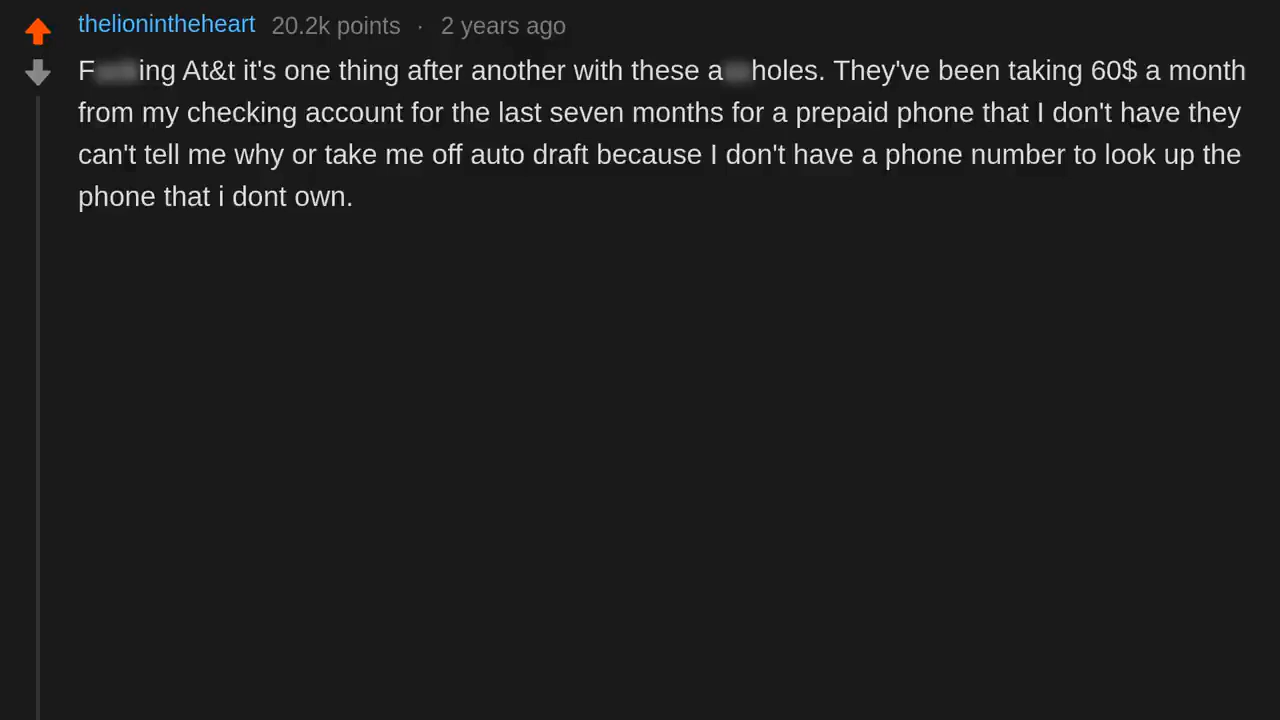 thelionintheheart 20.2k points · 2 years ago
F ing At&t it's one thing after another with these a holes. They've been taking 60$ a month
from my checking account for the last seven months for a prepaid phone that I don't have they
can't tell me why or take me off auto draft because I don't have a phone number to look up the
phone that i dont own.